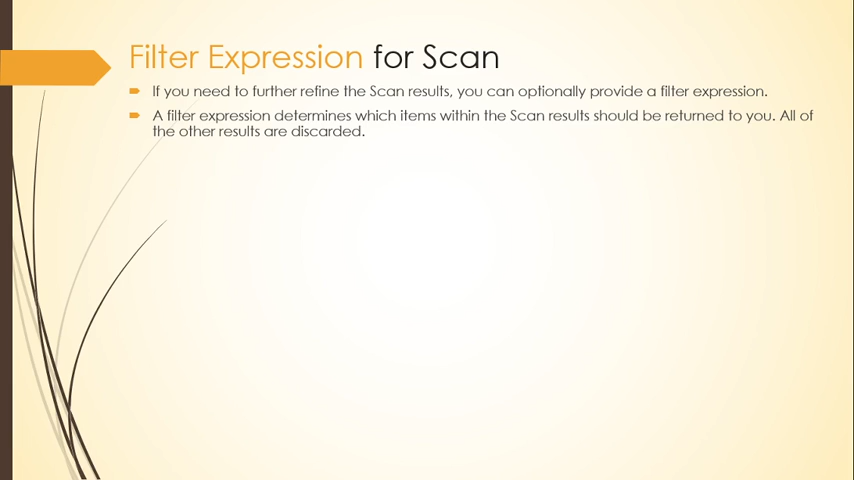 Filter Expression for Scan
If you need to further refine the Scan results, you can optionally provide a filter expression.
A filter expression determines which items within the Scan results should be returned to you. All of
the other results are discarded.